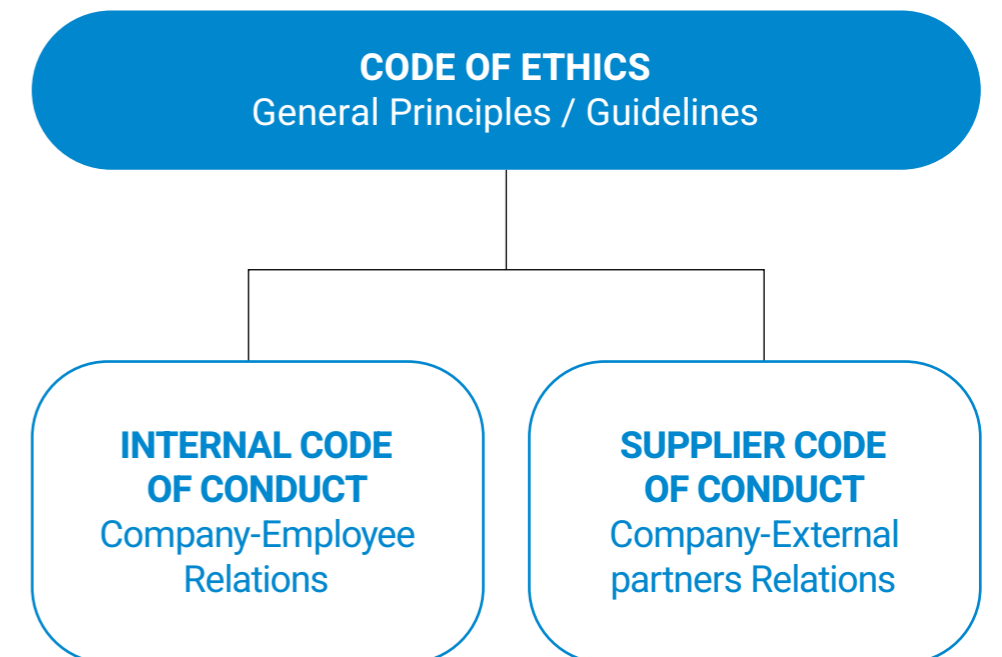 CODE OF ETHICS
General Principles / Guidelines
INTERNAL CODE
OF CONDUCT
Company-Employee
Relations
SUPPLIER CODE
OF CONDUCT
Company-External
partners Relations